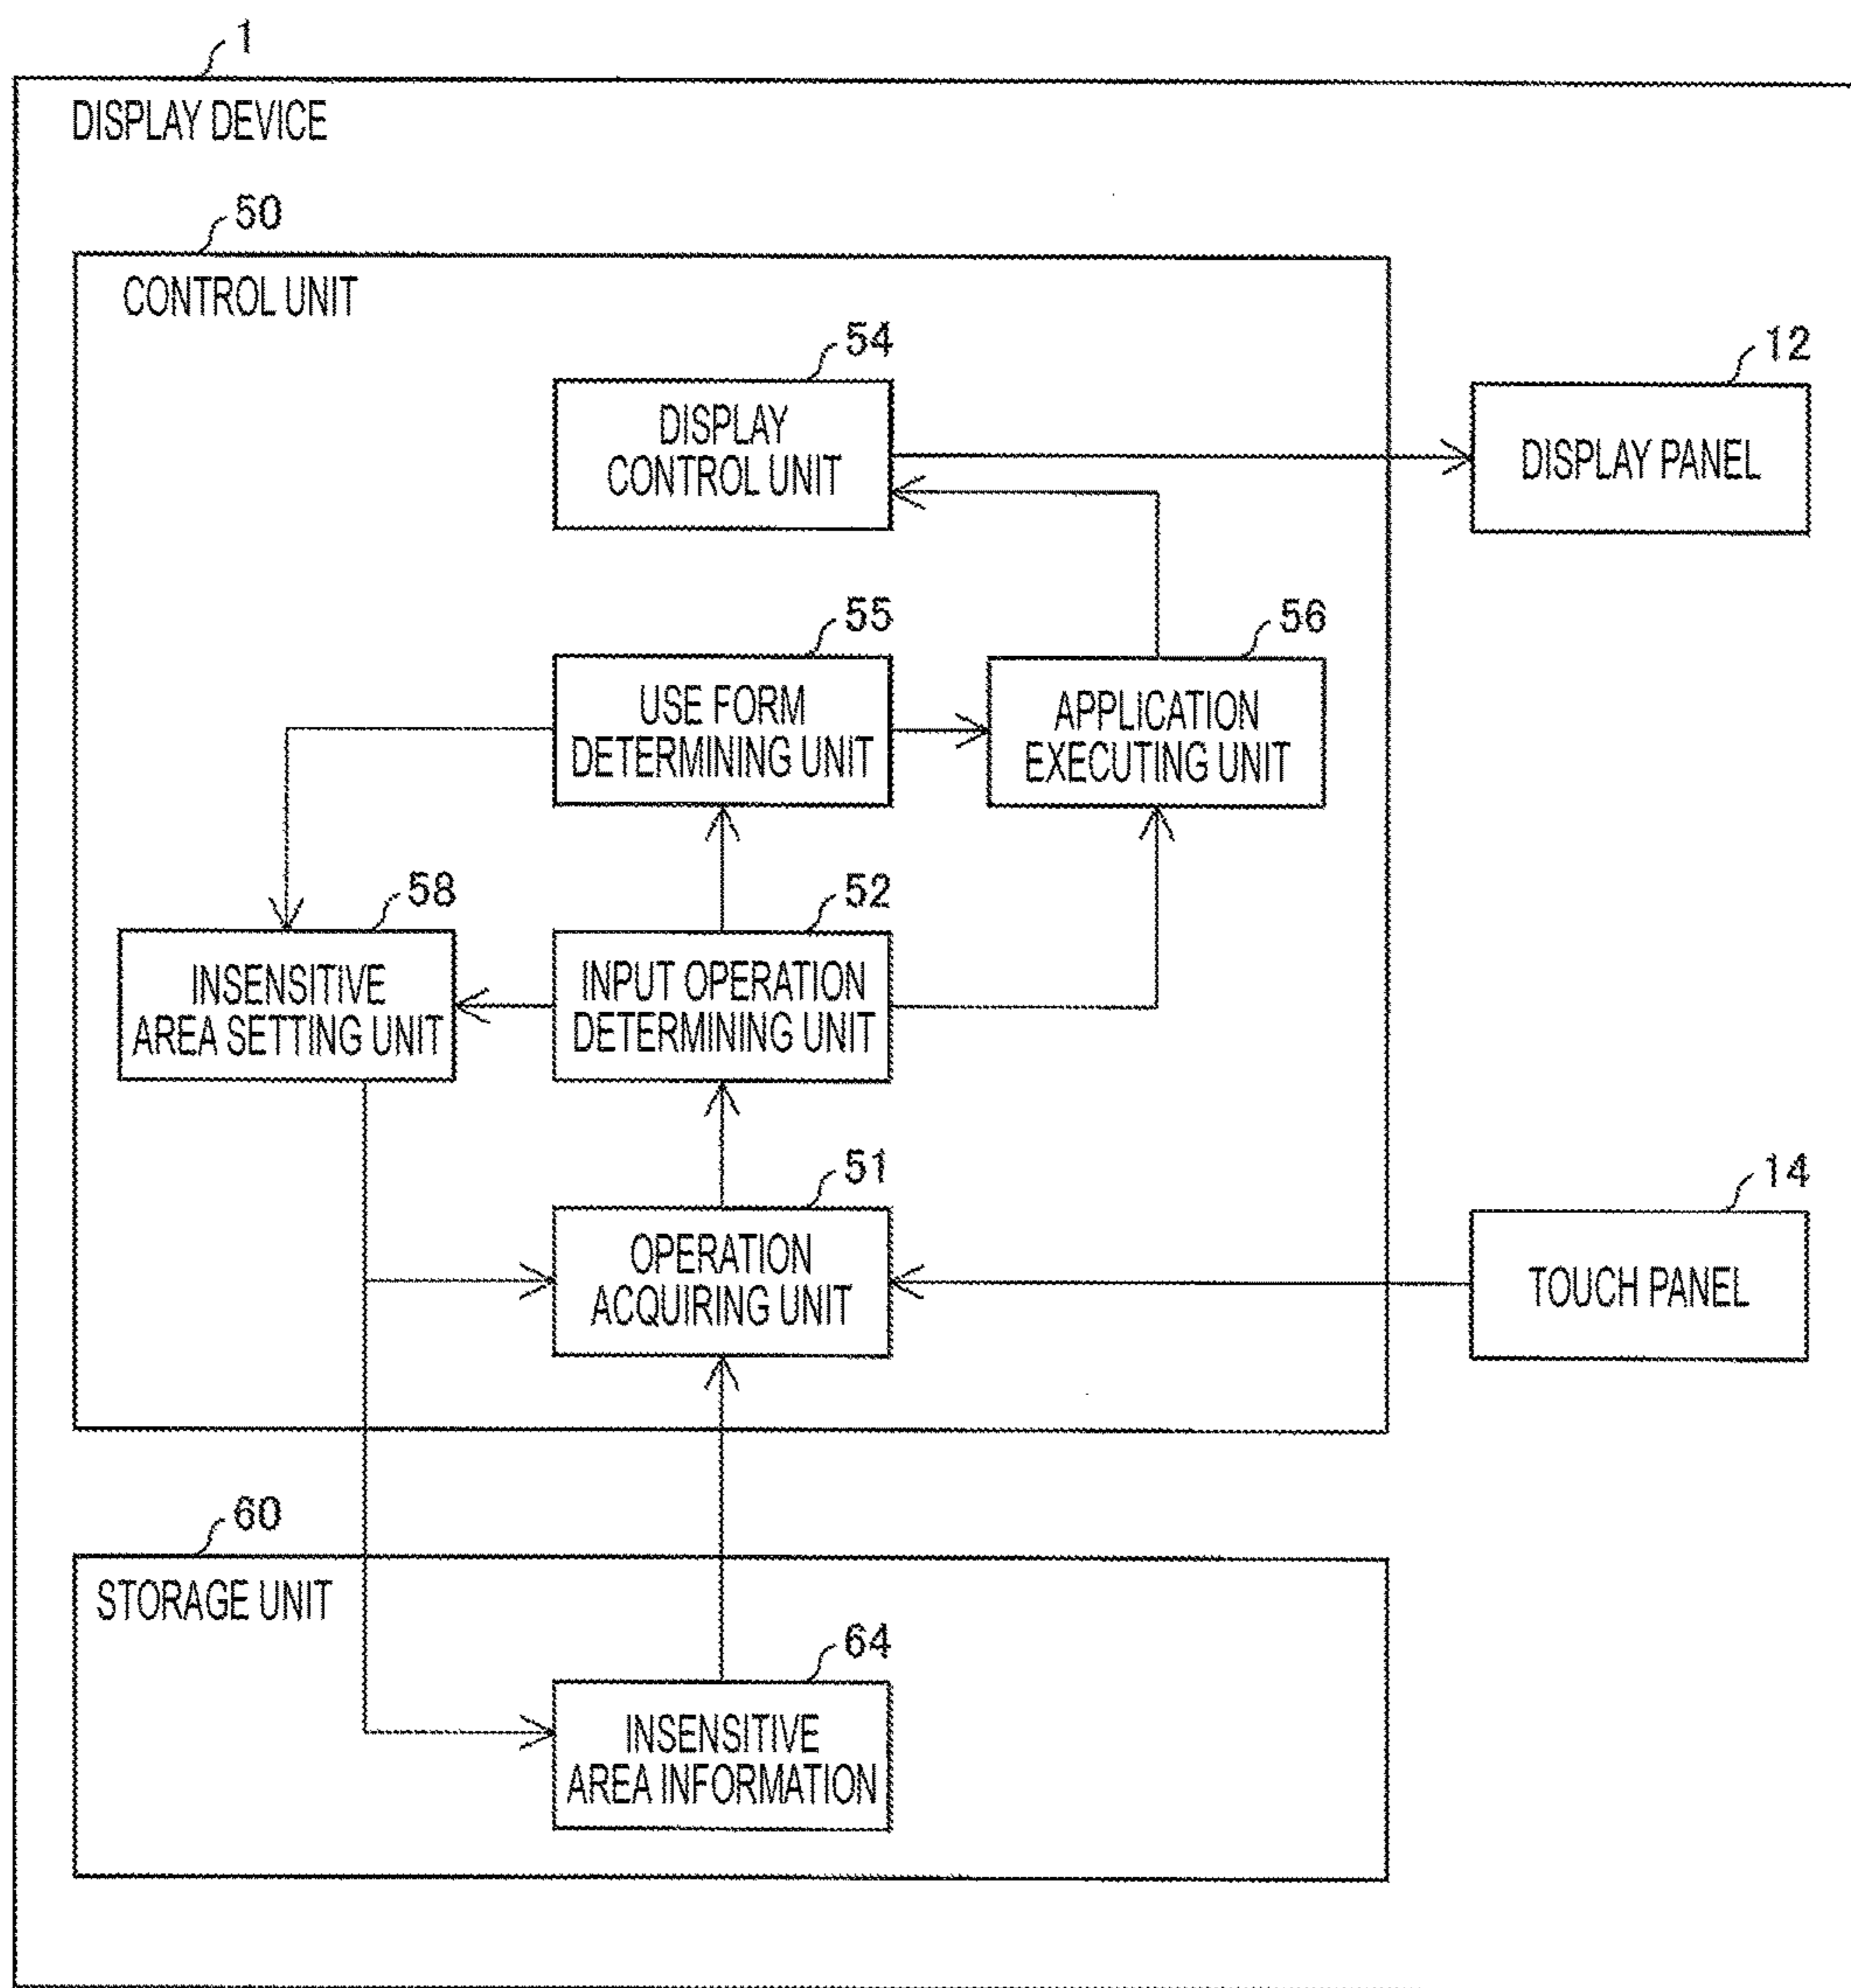 1
DISPLAY DEVICE
50
CONTROL UNIT
54
DISPLAY
CONTROL UNIT
12
DISPLAY PANEL
55
USE FORM
DETERMINING UNIT
56
APPLICATION
EXECUTING UNIT
58
INSENSITIVE
AREA SETTING UNIT
52
INPUT OPERATION
DETERMINING UNIT
51
OPERATION
ACQUIRING UNIT
14
TOUCH PANEL
60
STORAGE UNIT
64
INSENSITIVE
AREA INFORMATION